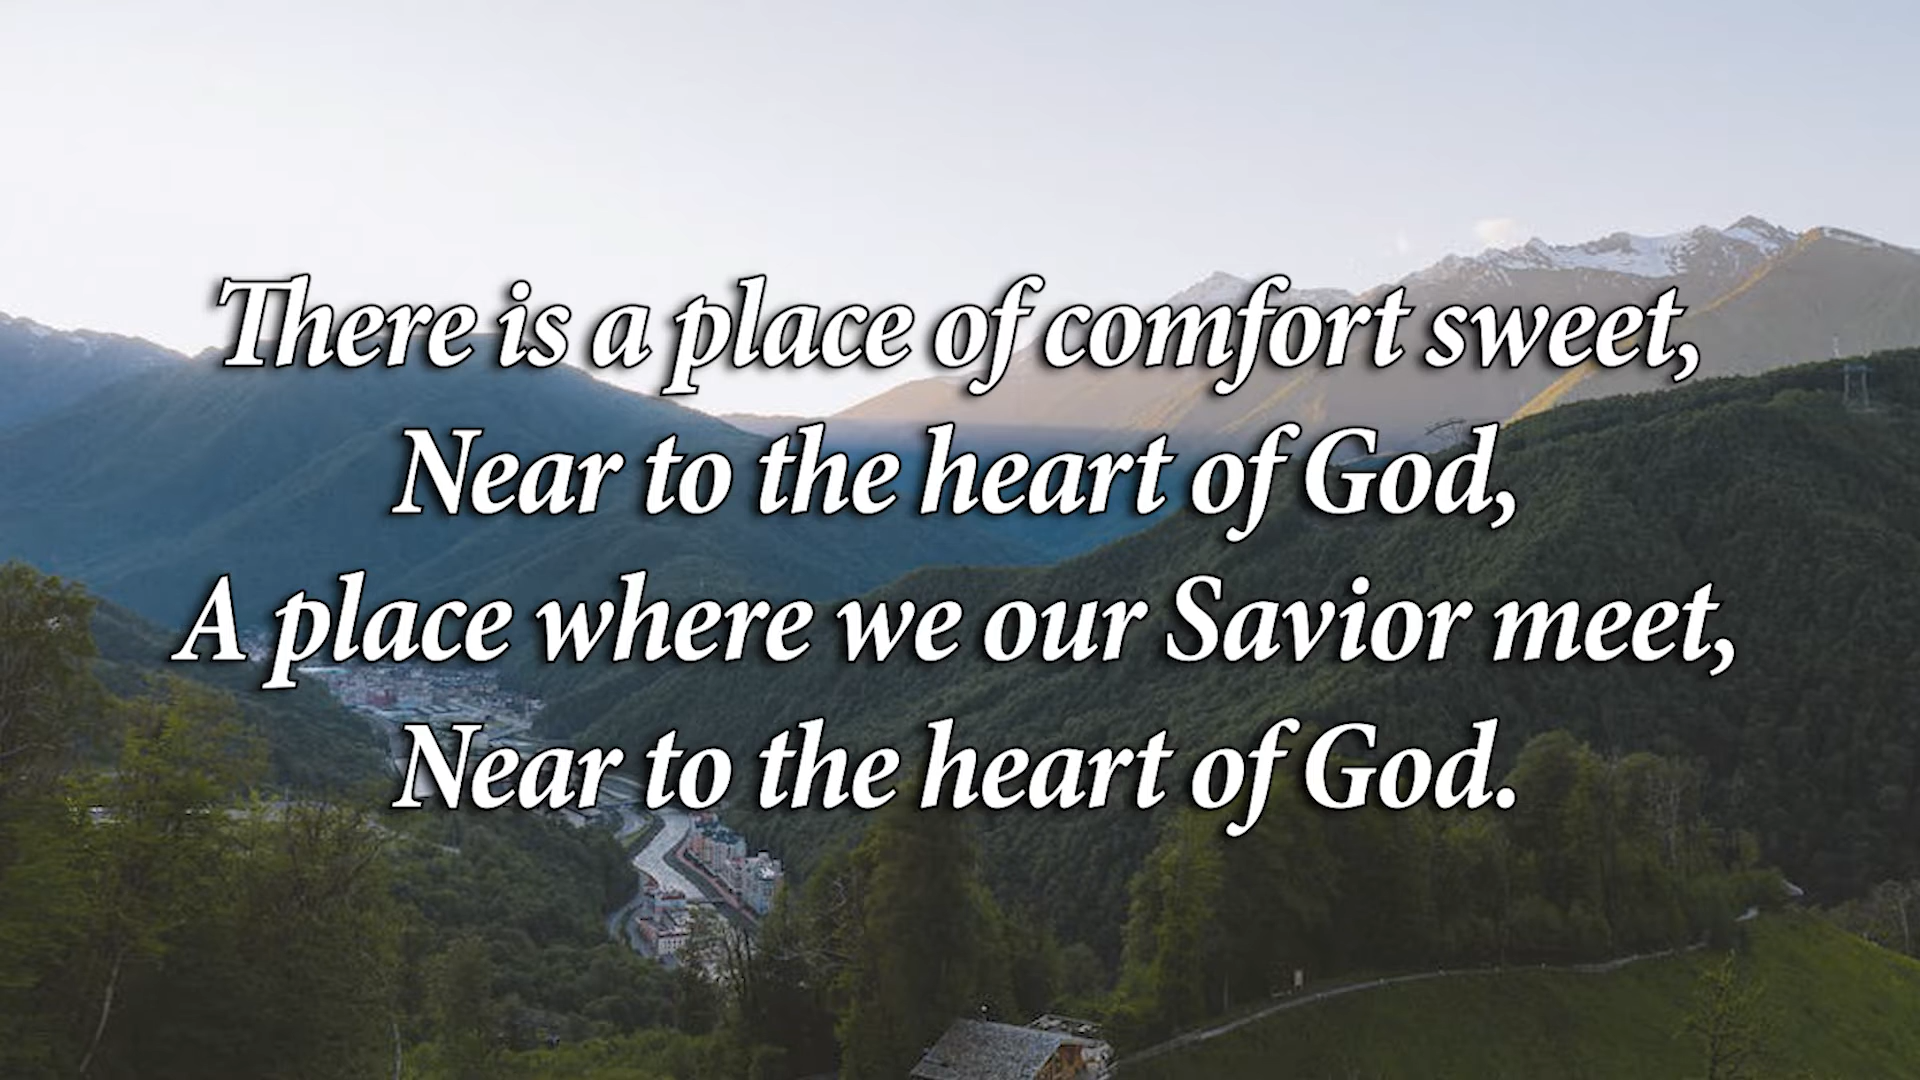 There is a place of comfort sweet,
Near to the heart of God,
A place where we our Savior meet,
Near to the heart of God.